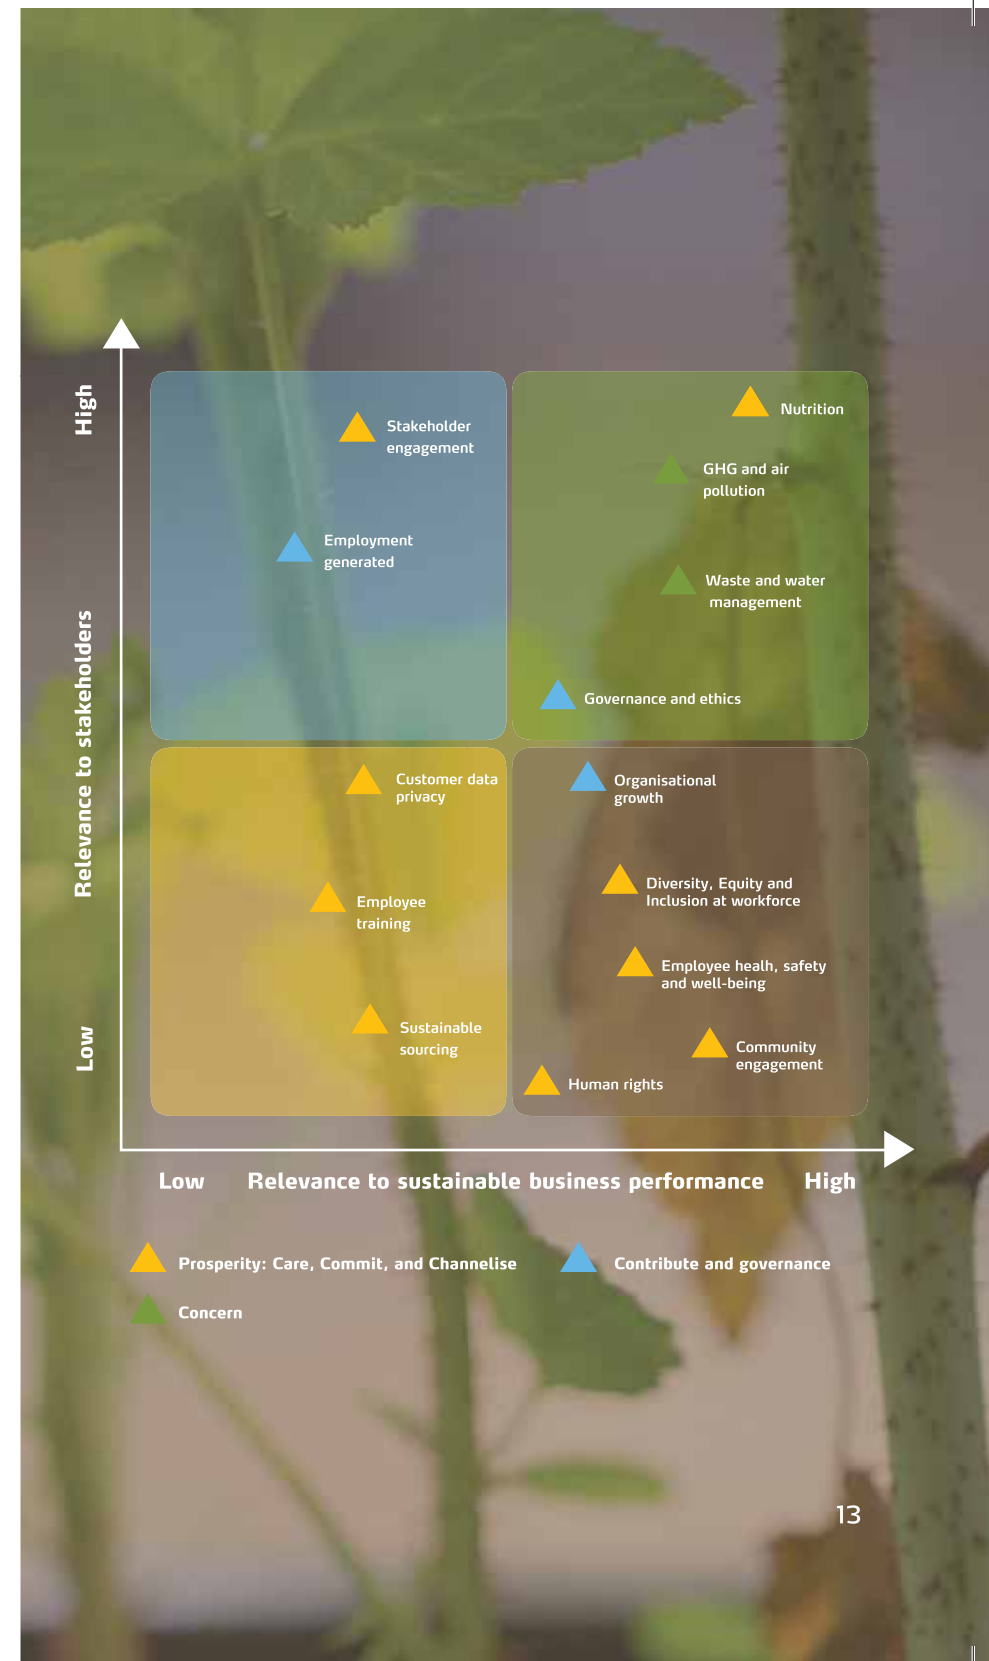 High
Relevance to stakeholders
Low
Stakeholder
engagement
Employment
generated
Nutrition
GHG and air
pollution
Waste and water
management
Governance and ethics
Customer data
privacy
Employee
training
Sustainable
sourcing
Organisational
growth
Diversity, Equity and
Inclusion at workforce
Employee healh, safety
and well-being
Community
engagement
Human rights
Low
Relevance to sustainable business performance
High
Prosperity: Care, Commit, and Channelise
Contribute and governance
Concern
13